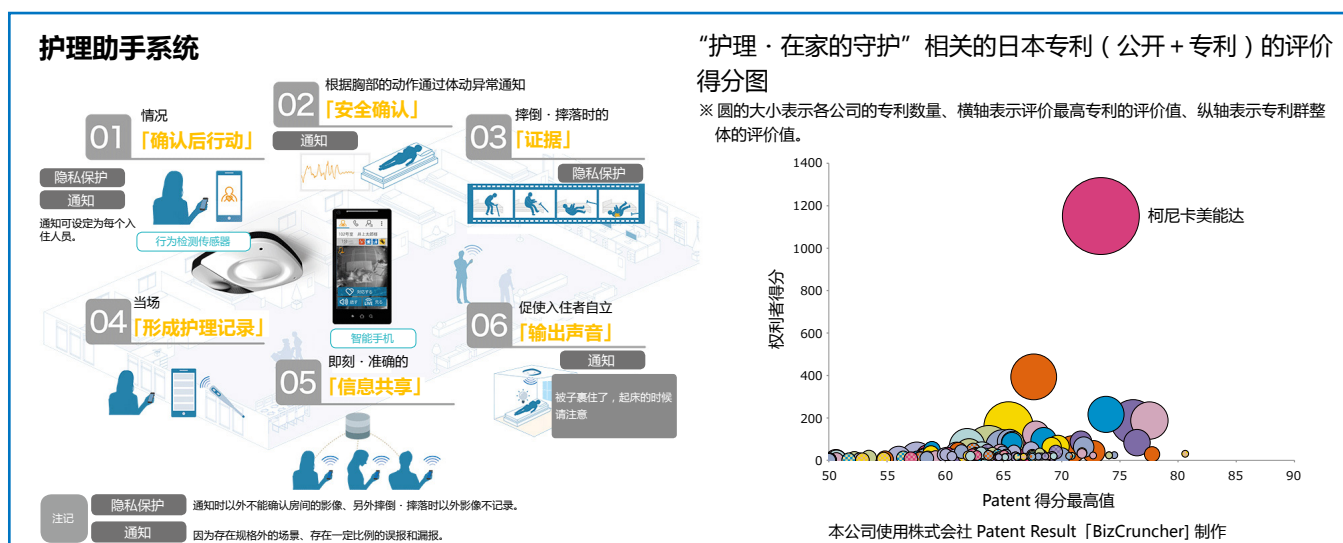 护理助手系统
01
情况
「确认后行动」
隐私保护
通知
通知可设定为每个入
住人员。
行为检测传感器
02
根据胸部的动作通过体动异常通知
「安全确认」
通知
03
摔倒・摔落时的
「证据」
隐私保护
04
当场
「形成护理记录」
智能手机
05
即刻・准确的
「信息共享」
06
促使入住者自立
「输出声音」
通知
被子裹住了，起床的时候
请注意
注记
隐私保护
通知时以外不能确认房间的影像、另外摔倒・摔落时以外影像不记录。
通知
因为存在规格外的场景、存在一定比例的误报和漏报。
“护理・在家的守护”相关的日本专利（公开＋专利）的评价
得分图
※ 圆的大小表示各公司的专利数量、横轴表示评价最高专利的评价值、纵轴表示专利群整
体的评价值。
权利者得分
1400
1200
1000
800
600
400
200
0
柯尼卡美能达
50 55 60 65 70 75 80 85 90
Patent 得分最高值
本公司使用株式会社 Patent Result［BizCruncher］制作